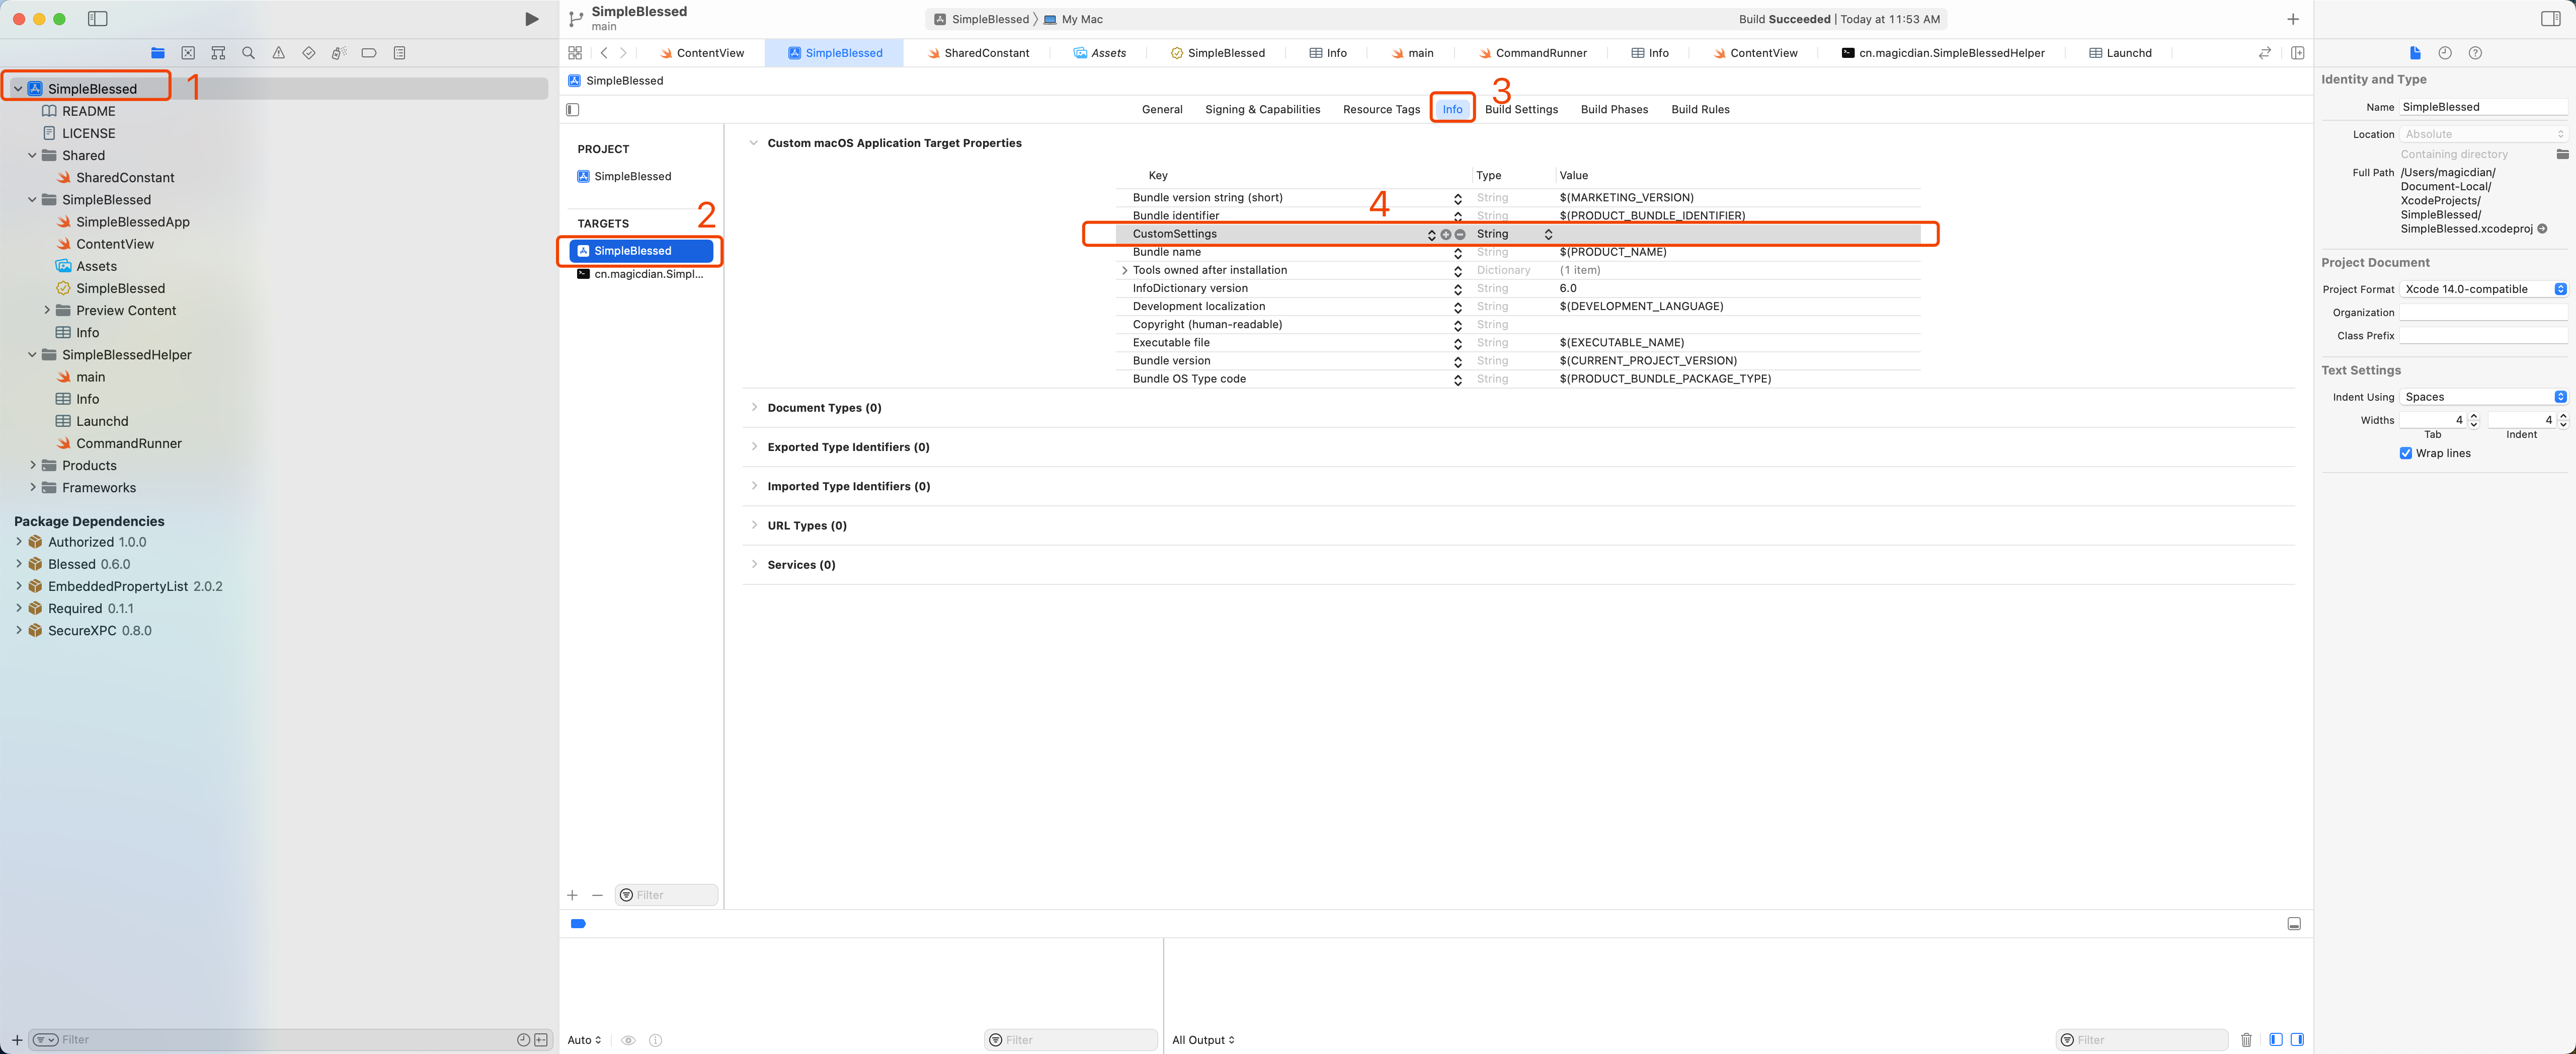 SimpleBlessed
main
SimpleBlessed 〉 My Mac
Build Succeeded | Today at 11:53 AM
ContentView
SimpleBlessed
SharedConstant
Assets
SimpleBlessed
Info
main
CommandRunner
Info
ContentView
cn.magicdian.SimpleBlessedHelper
Launchd
SimpleBlessed
1
README
LICENSE
Shared
SharedConstant
SimpleBlessed
SimpleBlessedApp
ContentView
Assets
SimpleBlessed
Preview Content
Info
SimpleBlessedHelper
main
Info
Launchd
CommandRunner
Products
Frameworks
Package Dependencies
Authorized 1.0.0
Blessed 0.6.0
EmbeddedPropertyList 2.0.2
Required 0.1.1
SecureXPC 0.8.0
Filter
SimpleBlessed
General
Signing & Capabilities
Resource Tags
Info
3
Build Settings
Build Phases
Build Rules
PROJECT
SimpleBlessed
TARGETS
2
SimpleBlessed
cn.magicdian.Simpl...
Filter
Custom macOS Application Target Properties
Key Type Value
4
Bundle version string (short) String $(MARKETING_VERSION)
Bundle identifier String $(PRODUCT_BUNDLE_IDENTIFIER)
CustomSettings String
Bundle name String $(PRODUCT_NAME)
Tools owned after installation Dictionary (1 item)
InfoDictionary version String 6.0
Development localization String $(DEVELOPMENT_LANGUAGE)
Copyright (human-readable) String
Executable file String $(EXECUTABLE_NAME)
Bundle version String $(CURRENT_PROJECT_VERSION)
Bundle OS Type code String $(PRODUCT_BUNDLE_PACKAGE_TYPE)
Document Types (0)
Exported Type Identifiers (0)
Imported Type Identifiers (0)
URL Types (0)
Services (0)
Auto
Filter
All Output
Filter
Identity and Type
Name SimpleBlessed
Location Absolute
Containing directory
Full Path /Users/magicdian/
Document-Local/
XcodeProjects/
SimpleBlessed/
SimpleBlessed.xcodeproj
Project Document
Project Format Xcode 14.0-compatible
Organization
Class Prefix
Text Settings
Indent Using Spaces
Widths 4 4
Tab Indent
Wrap lines